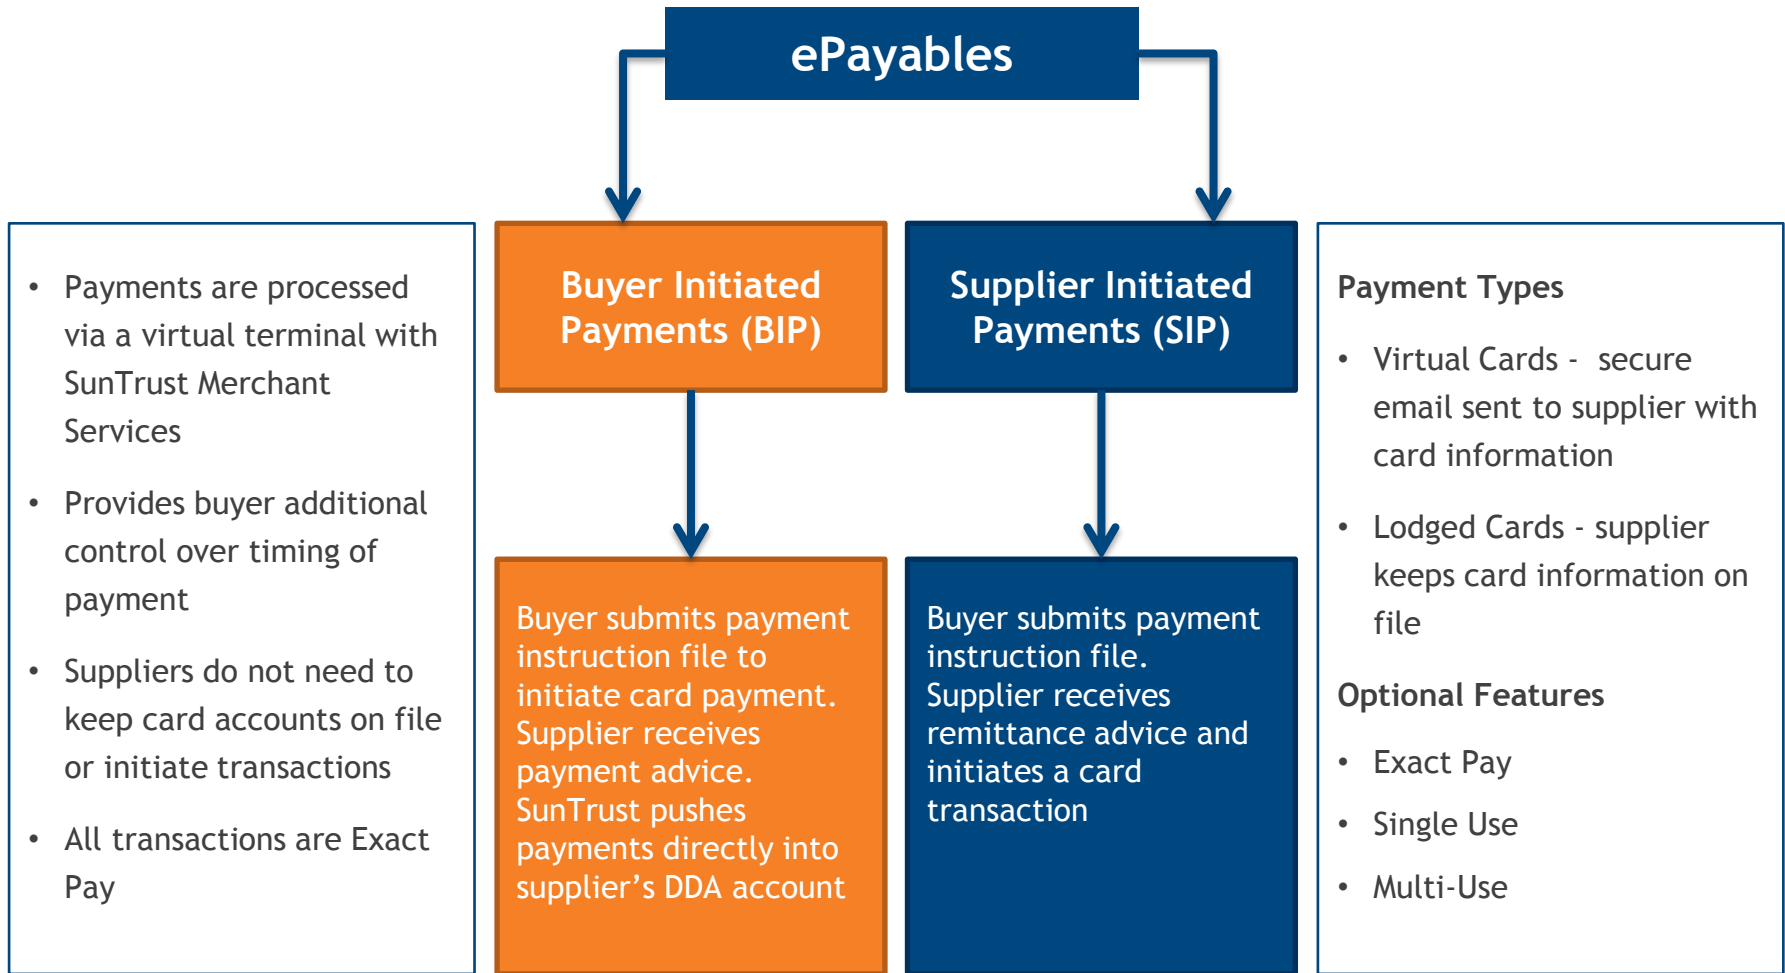 ePayables
• Payments are processed
via a virtual terminal with
SunTrust Merchant
Services
• Provides buyer additional
control over timing of
payment
• Suppliers do not need to
keep card accounts on file
or initiate transactions
• All transactions are Exact
Pay
Buyer Initiated
Payments (BIP)
Buyer submits payment
instruction file to
initiate card payment.
Supplier receives
payment advice.
SunTrust pushes
payments directly into
supplier’s DDA account
Supplier Initiated
Payments (SIP)
Buyer submits payment
instruction file.
Supplier receives
remittance advice and
initiates a card
transaction
Payment Types
• Virtual Cards - secure
email sent to supplier with
card information
• Lodged Cards - supplier
keeps card information on
file
Optional Features
• Exact Pay
• Single Use
• Multi-Use